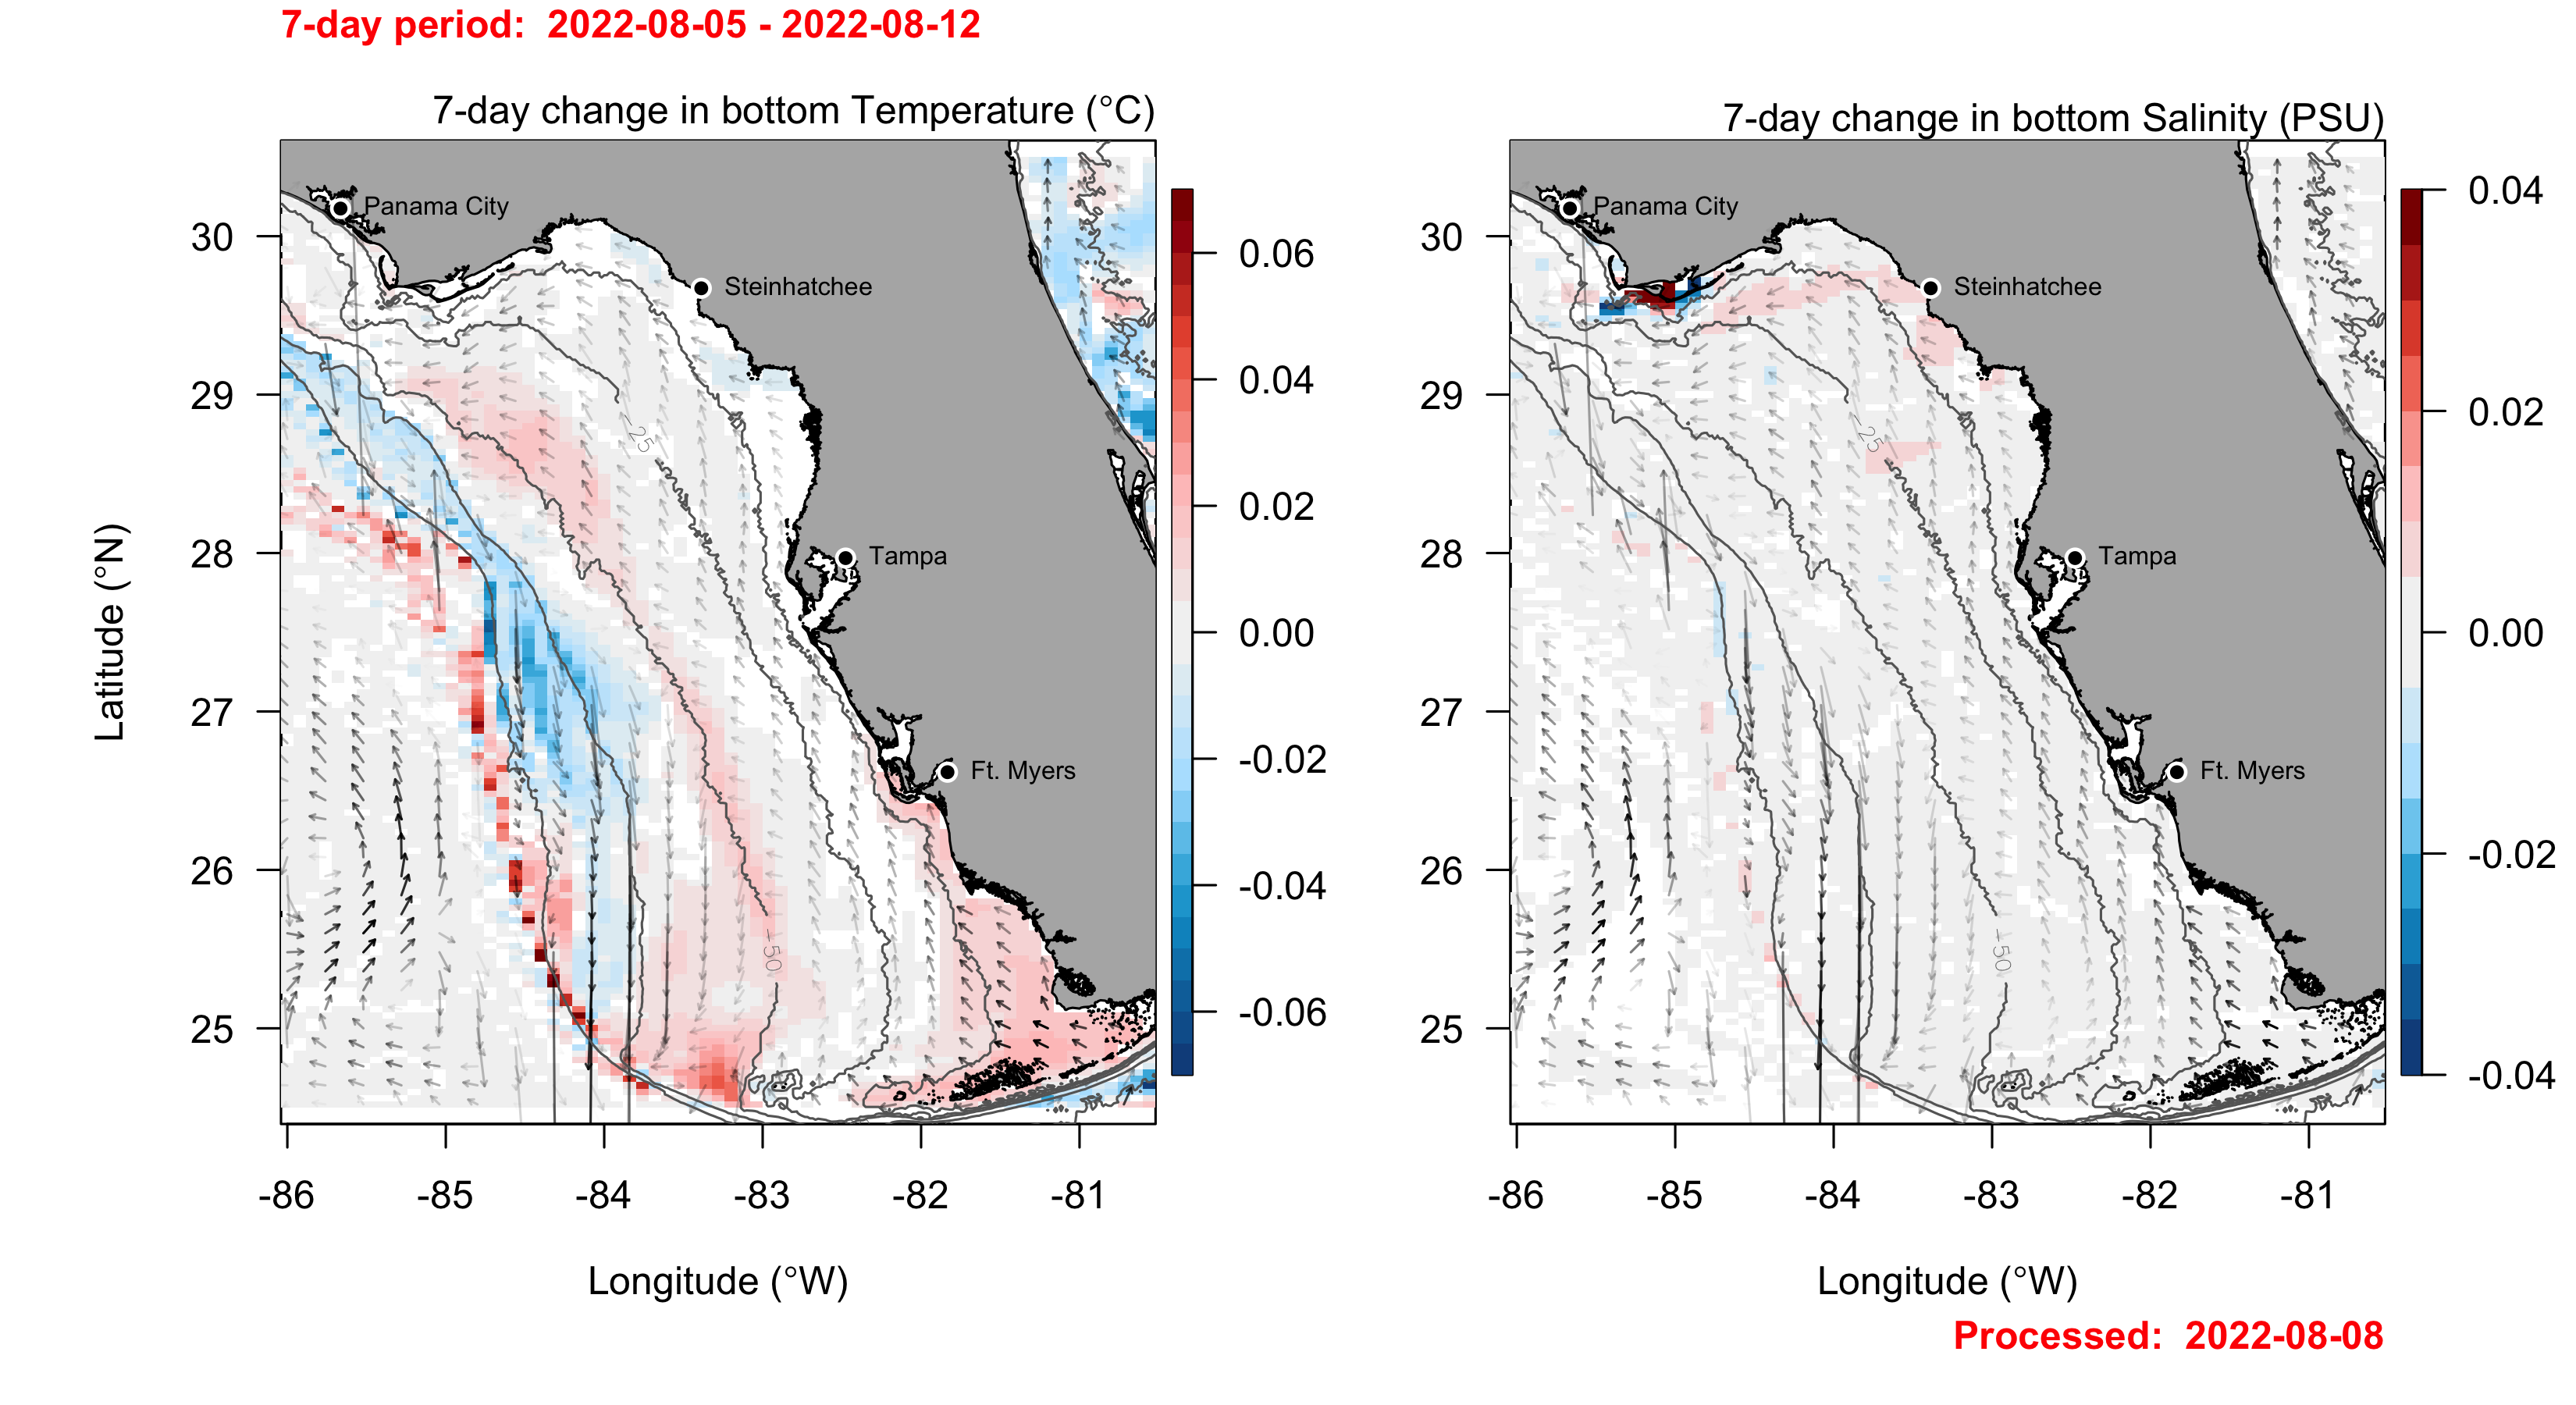 7-day period:  2022-08-05 - 2022-08-12
7-day change in bottom Temperature (°C)
7-day change in bottom Salinity (PSU)
Panama City
Steinhatchee
Tampa
Ft. Myers
-25
-50
30
29
28
27
26
25
Latitude (°N)
-86 -85 -84 -83 -82 -81
Longitude (°W)
0.06
0.04
0.02
0.00
-0.02
-0.04
-0.06
Panama City
Steinhatchee
Tampa
Ft. Myers
-25
-50
30
29
28
27
26
25
-86 -85 -84 -83 -82 -81
Longitude (°W)
0.04
0.02
0.00
-0.02
-0.04
Processed:  2022-08-08